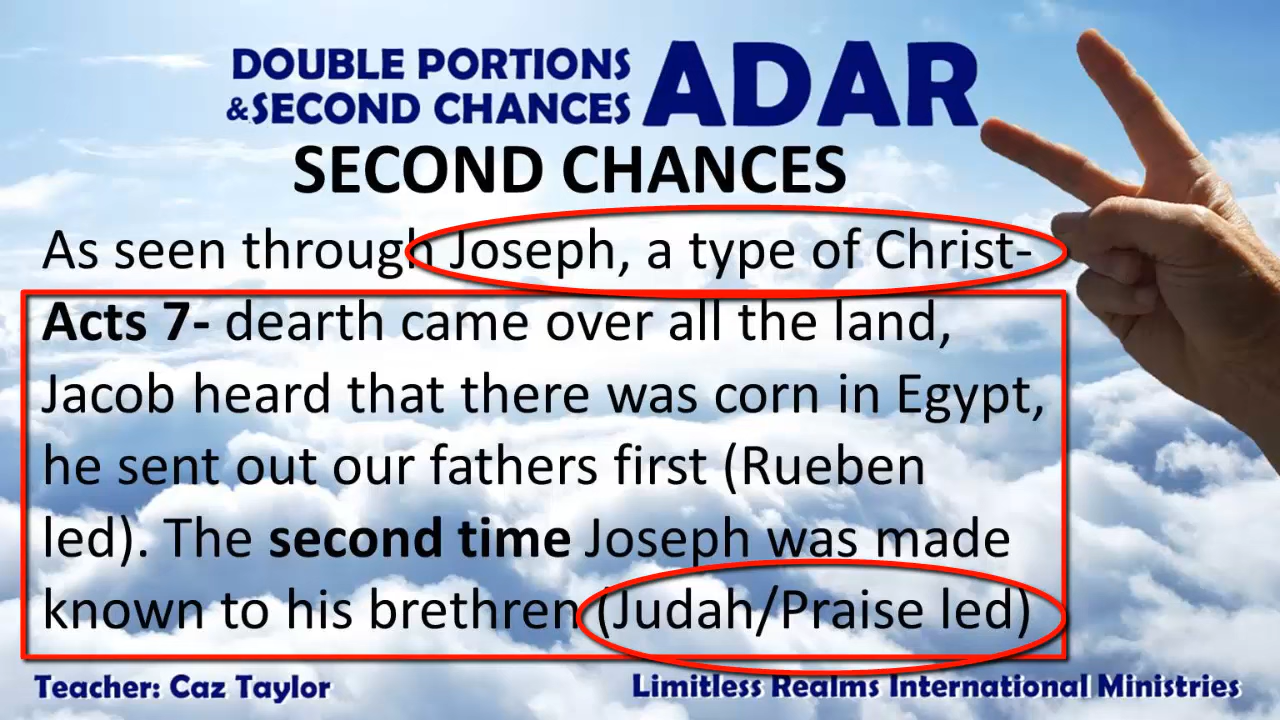 DOUBLE PORTIONS
&SECOND CHANCES
ADAR
SECOND CHANCES
As seen through Joseph, a type of Christ-
Acts 7- dearth came over all the land,
Jacob heard that there was corn in Egypt,
he sent out our fathers first (Rueben
led). The second time Joseph was made
known to his brethren (Judah/Praise led)
Teacher: Caz Taylor
Limitless Realms International Ministries